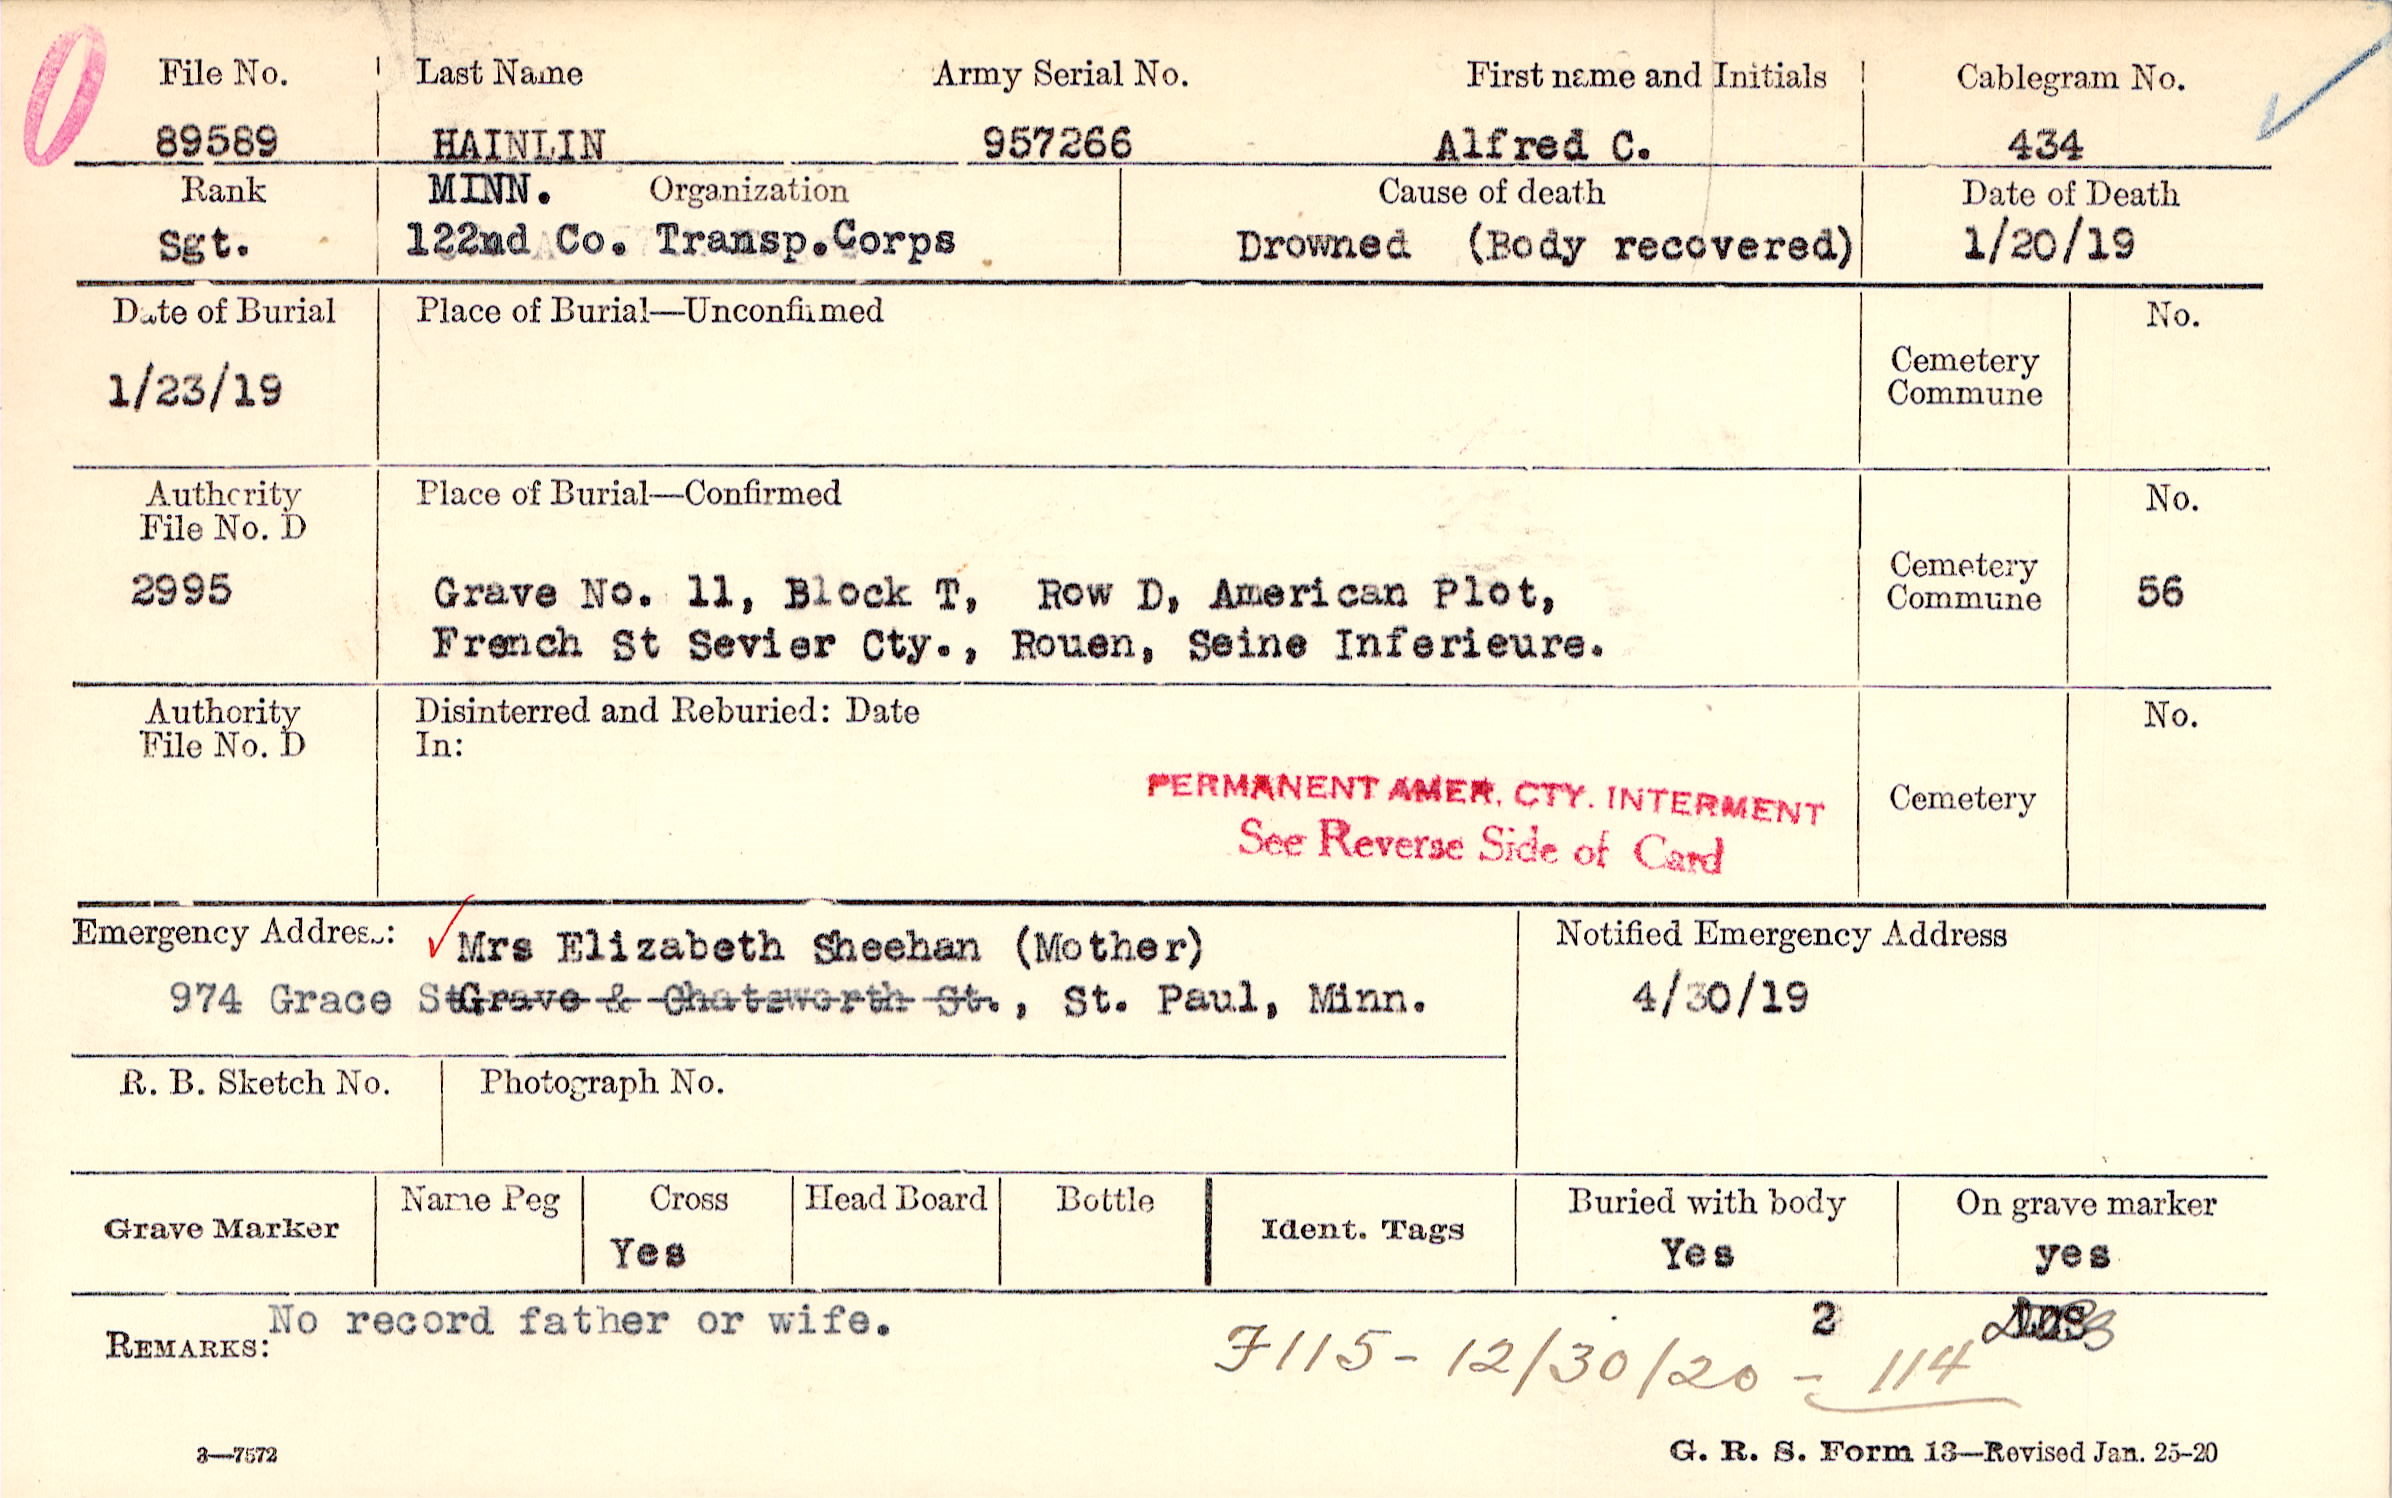 File No. Last Name Army Serial No. First name and Initials Cablegram No.
89589 HAINLIN 957266 Alfred C. 434
Rank MINN. Organization Cause of death Date of Death
Sgt. 122nd Co. Transp.Corps Drowned (Body recovered) 1/20/19
Date of Burial Place of Burial—Unconfirmed No.
Cemetery
Commune
1/23/19
Authority Place of Burial—Confirmed No.
File No. D
2995 Grave No. 11, Block T, Row D, American Plot, Cemetery
Commune 56
French St Sevier Cty., Rouen, Seine Inferieure.
Authority Disinterred and Reburied: Date No.
File No. D In:
PERMANENT AMER. CTY. INTERMENT Cemetery
See Reverse Side of Card
Emergency Address: Mrs Elizabeth Sheehan (Mother) Notified Emergency Address
974 Grace St Grave & Chatsworth St., St. Paul, Minn. 4/30/19
R. B. Sketch No. Photograph No.
Grave Marker Name Peg Cross Head Board Bottle Ident. Tags Buried with body On grave marker
Yes Yes yes
REMARKS: No record father or wife. 2
F115 - 12/30/20 - 114
3—7572 G. R. S. Form 13—Revised Jan. 25-20